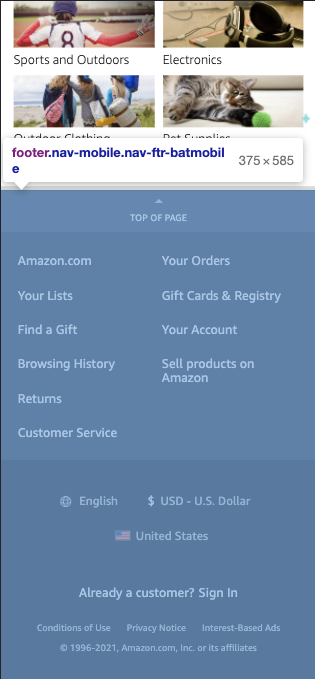 8
Sports and Outdoors
Electronics
Outdoor Clothing
Pet Supplies
footer.nav-mobile.nav-ftr-batmobil
e
375 × 585
TOP OF PAGE
Amazon.com
Your Orders
Your Lists
Gift Cards & Registry
Find a Gift
Your Account
Browsing History
Sell products on
Amazon
Returns
Customer Service
English
$ USD - U.S. Dollar
United States
Already a customer? Sign In
Conditions of Use
Privacy Notice
Interest-Based Ads
© 1996-2021, Amazon.com, Inc. or its affiliates